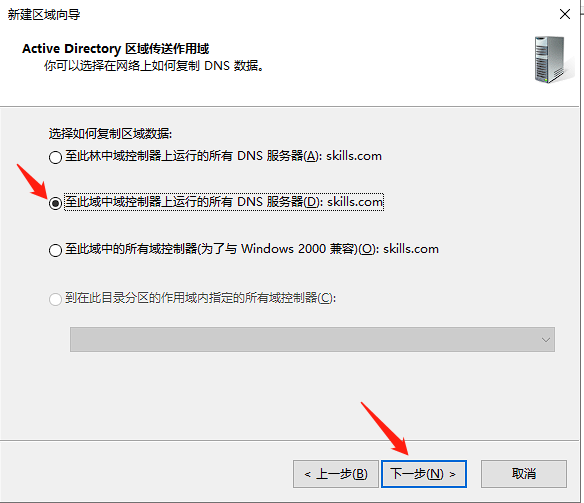 新建区域向导
Active Directory 区域传送作用域
你可以选择在网络上如何复制 DNS 数据。
选择如何复制区域数据:
至此林中域控制器上运行的所有 DNS 服务器(A): skills.com
至此域中域控制器上运行的所有 DNS 服务器(D): skills.com
至此域中的所有域控制器(为了与 Windows 2000 兼容)(O): skills.com
到在此目录分区的作用域内指定的所有域控制器(C):
< 上一步(B)
下一步(N) >
取消